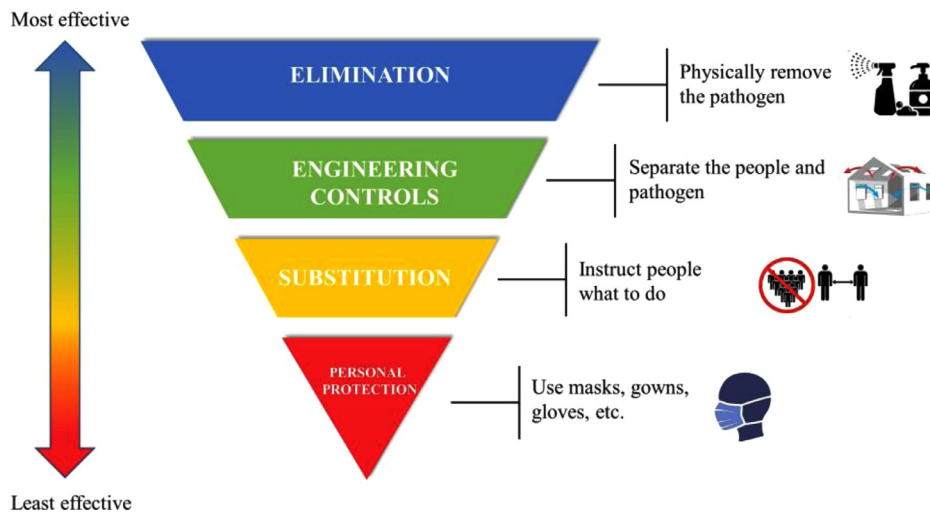 Most effective
ELIMINATION
Physically remove
the pathogen
ENGINEERING
CONTROLS
Separate the people and
pathogen
SUBSTITUTION
Instruct people
what to do
PERSONAL
PROTECTION
Use masks, gowns,
gloves, etc.
Least effective